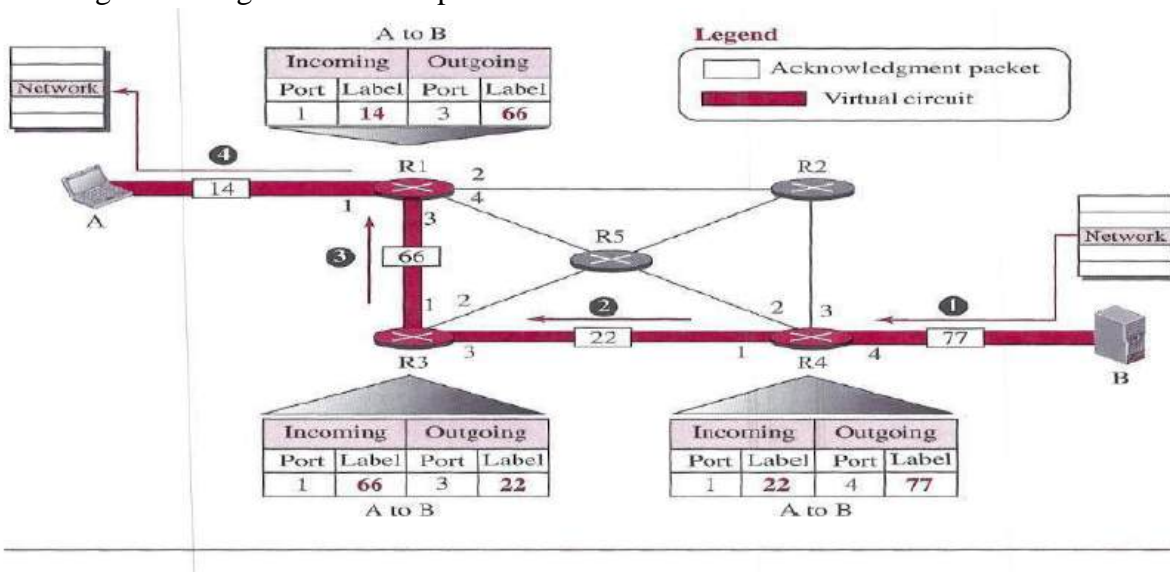 A to B
Legend
Incoming Outgoing
Acknowledgment packet
Network
Port Label Port Label
Virtual circuit
1 14 3 66
4
R1
2
R2
14
4
A
1
3
R5
Network
3
66
1
2
2
2
3
1
22
77
R3
3
1
R4
4
B
Incoming Outgoing
Port Label Port Label
1 66 3 22
A to B
Incoming Outgoing
Port Label Port Label
1 22 4 77
A to B